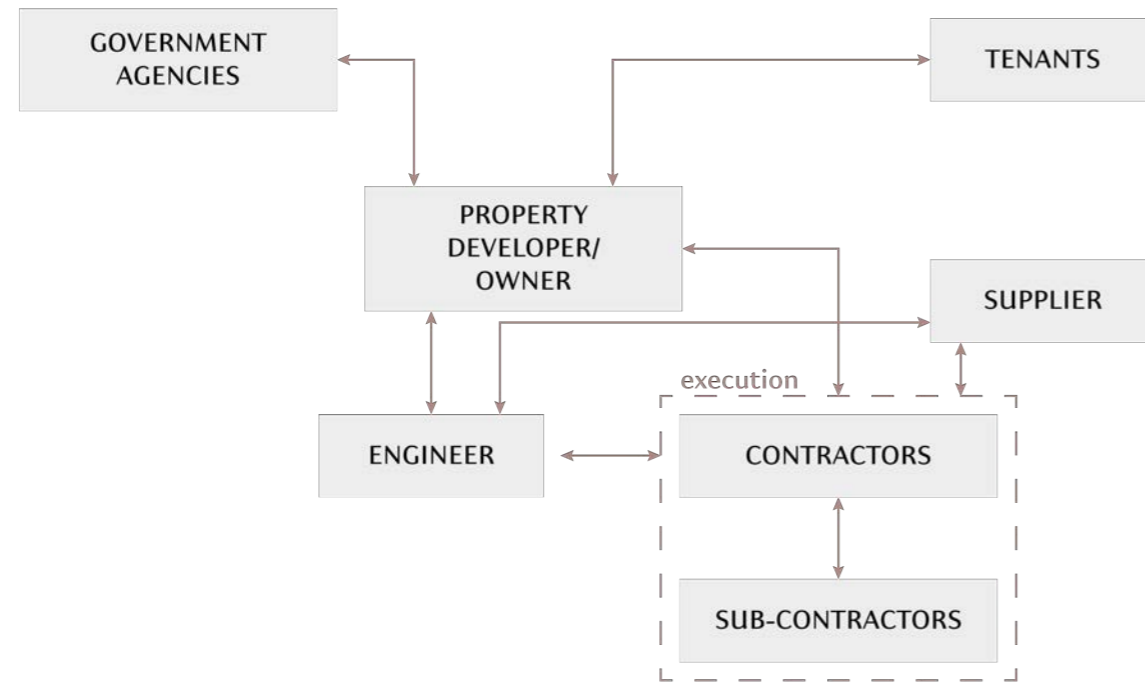 GOVERNMENT
AGENCIES
TENANTS
PROPERTY
DEVELOPER/
OWNER
SUPPLIER
execution
ENGINEER
CONTRACTORS
SUB-CONTRACTORS